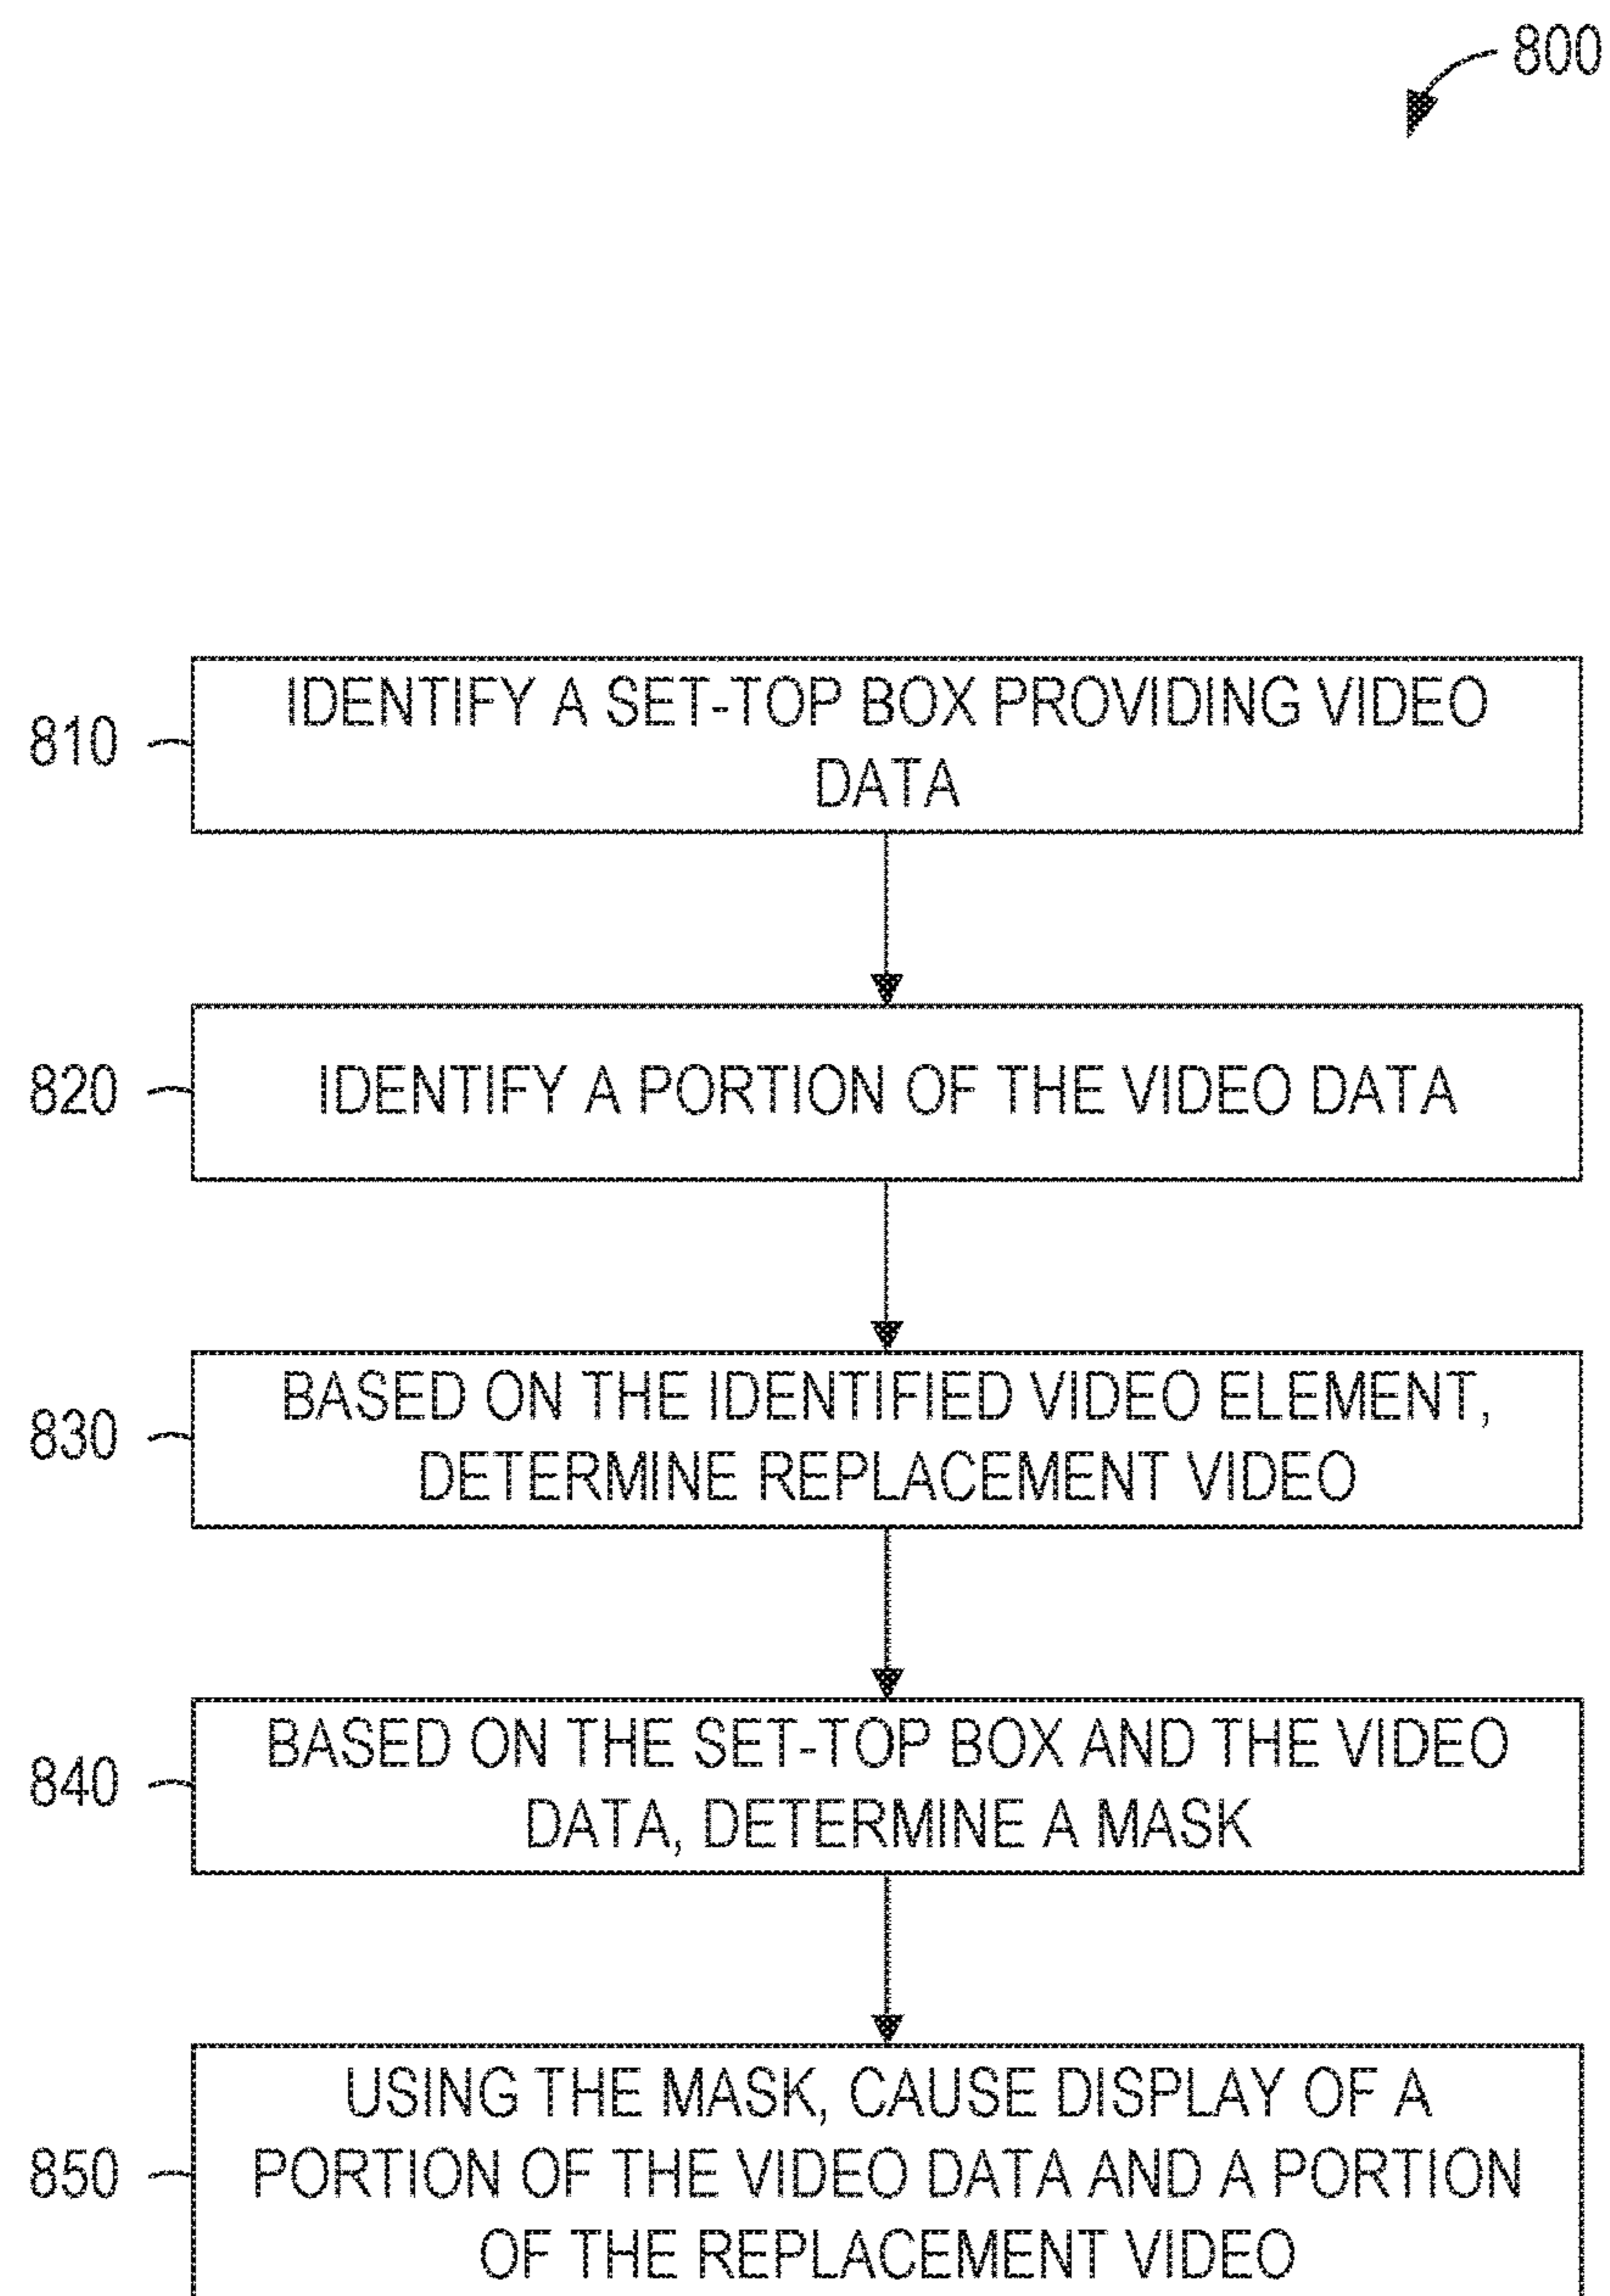 800
810
IDENTIFY A SET-TOP BOX PROVIDING VIDEO
DATA
820
IDENTIFY A PORTION OF THE VIDEO DATA
830
BASED ON THE IDENTIFIED VIDEO ELEMENT,
DETERMINE REPLACEMENT VIDEO
840
BASED ON THE SET-TOP BOX AND THE VIDEO
DATA, DETERMINE A MASK
850
USING THE MASK, CAUSE DISPLAY OF A
PORTION OF THE VIDEO DATA AND A PORTION
OF THE REPLACEMENT VIDEO